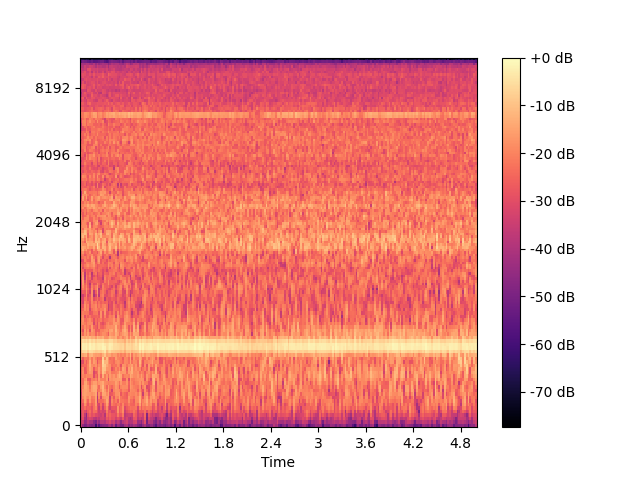 8192
4096
2048
1024
512
0
Hz
0 0.6 1.2 1.8 2.4 3 3.6 4.2 4.8
Time
+0 dB
-10 dB
-20 dB
-30 dB
-40 dB
-50 dB
-60 dB
-70 dB